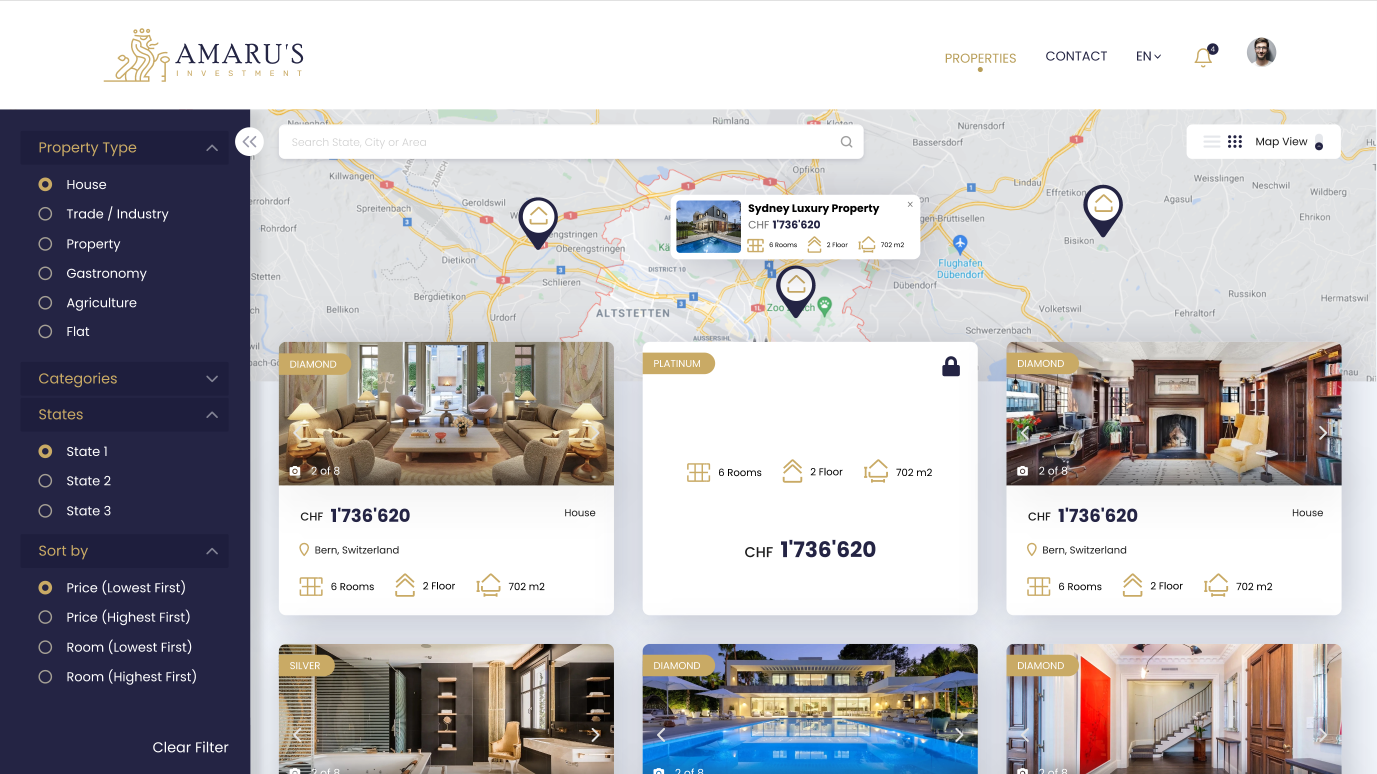 AMARU'S
INVESTMENT
PROPERTIES
CONTACT
EN
4
Property Type
House
Trade / Industry
Property
Gastronomy
Agriculture
Flat
Categories
States
State 1
State 2
State 3
Sort by
Price (Lowest First)
Price (Highest First)
Room (Lowest First)
Room (Highest First)
Clear Filter
Search State, City or Area
Map View
Rümlang
Kloten
Nürensdorf
Bassersdorf
Opfikon
Killwangen
Spreitenbach
Geroldswil
Rohrdorf
Dietikon
Oberengstringen
Schlieren
Bergdietikon
Bellikon
Urdorf
Stetten
ALTSTETTEN
DISTRICT 10
AUSSERSIHL
Lindau
Effretikon
Weisslingen
Neschwil
Wildberg
Agasul
Ehrikon
Bisikon
Flughafen
Dübendorf
Dübendorf
Volketswil
Russikon
Fehraltorf
Hermatswil
Schwerzenbach
Sydney Luxury Property
CHF 1'736'620
6 Rooms
2 Floor
702 m2
DIAMOND
2 of 8
CHF 1'736'620
House
Bern, Switzerland
6 Rooms
2 Floor
702 m2
PLATINUM
6 Rooms
2 Floor
702 m2
CHF 1'736'620
DIAMOND
2 of 8
CHF 1'736'620
House
Bern, Switzerland
6 Rooms
2 Floor
702 m2
SILVER
2 of 8
DIAMOND
2 of 8
DIAMOND
2 of 8